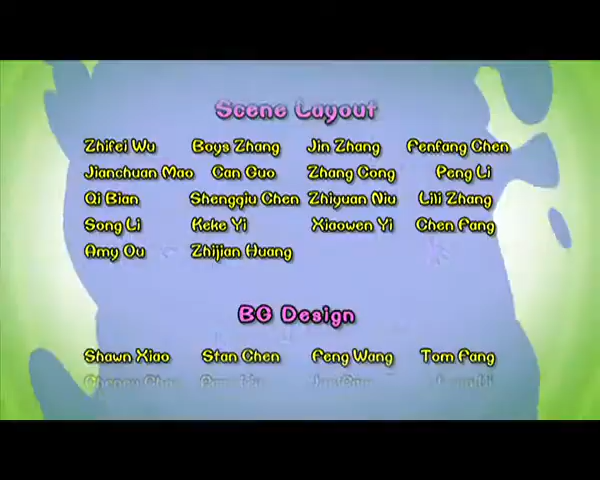 Scene Layout
Zhifei Wu Boys Zhang Jin Zhang Fenfang Chen
Jianchuan Mao Can Guo Zhang Cong Peng Li
Qi Bian Shengqiu Chen Zhiyuan Niu Lili Zhang
Song Li Keke Yi Xiaowen Yi Chen Fang
Amy Ou Zhijian Huang
BG Design
Shawn Xiao Stan Chen Feng Wang Tom Fang